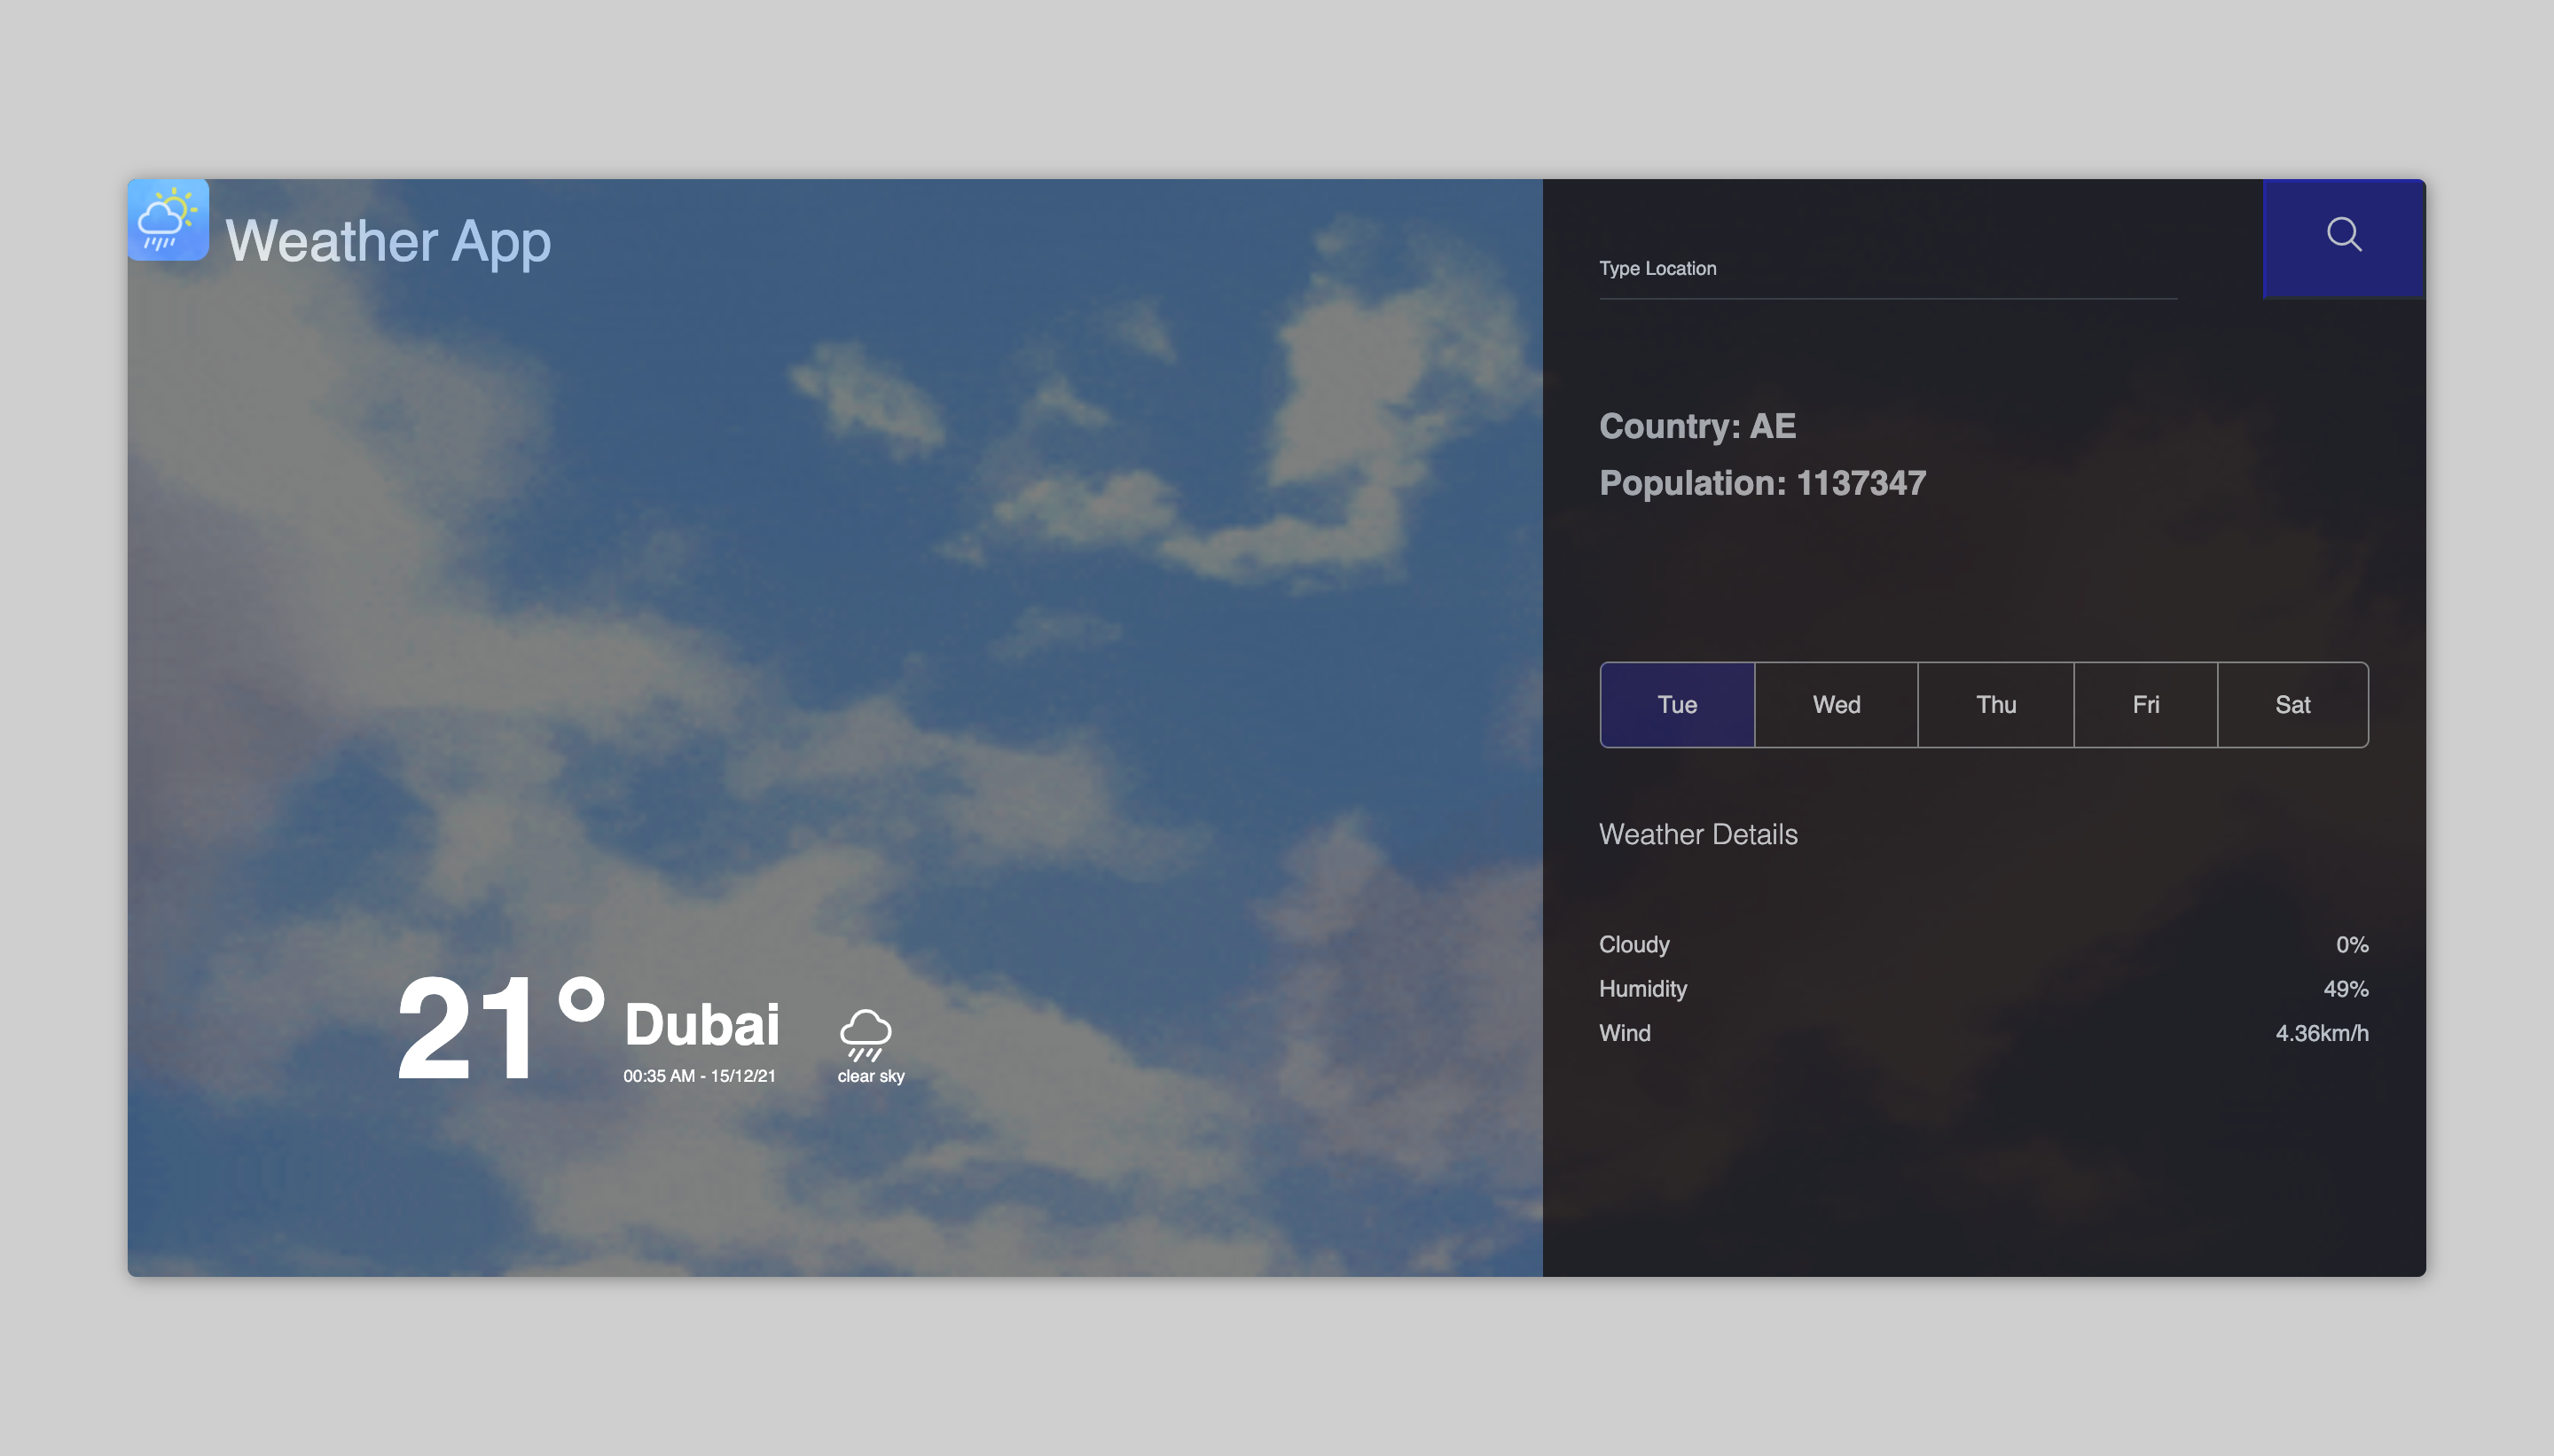 Weather App
Type Location
Country: AE
Population: 1137347
Tue Wed Thu Fri Sat
Weather Details
Cloudy 0%
Humidity 49%
Wind 4.36km/h
21° Dubai
00:35 AM - 15/12/21 clear sky